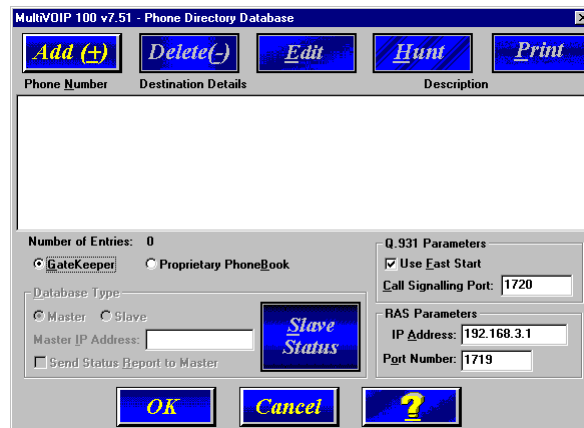 MultiVOIP 100 v7.51 - Phone Directory Database
Add (+) Delete(-) Edit Hunt Print
Phone Number Destination Details Description
Number of Entries: 0
GateKeeper Proprietary PhoneBook
Database Type
Master Slave
Master IP Address:
Send Status Report to Master
Slave
Status
Q.931 Parameters
Use Fast Start
Call Signalling Port: 1720
RAS Parameters
IP Address: 192.168.3.1
Port Number: 1719
OK Cancel ?